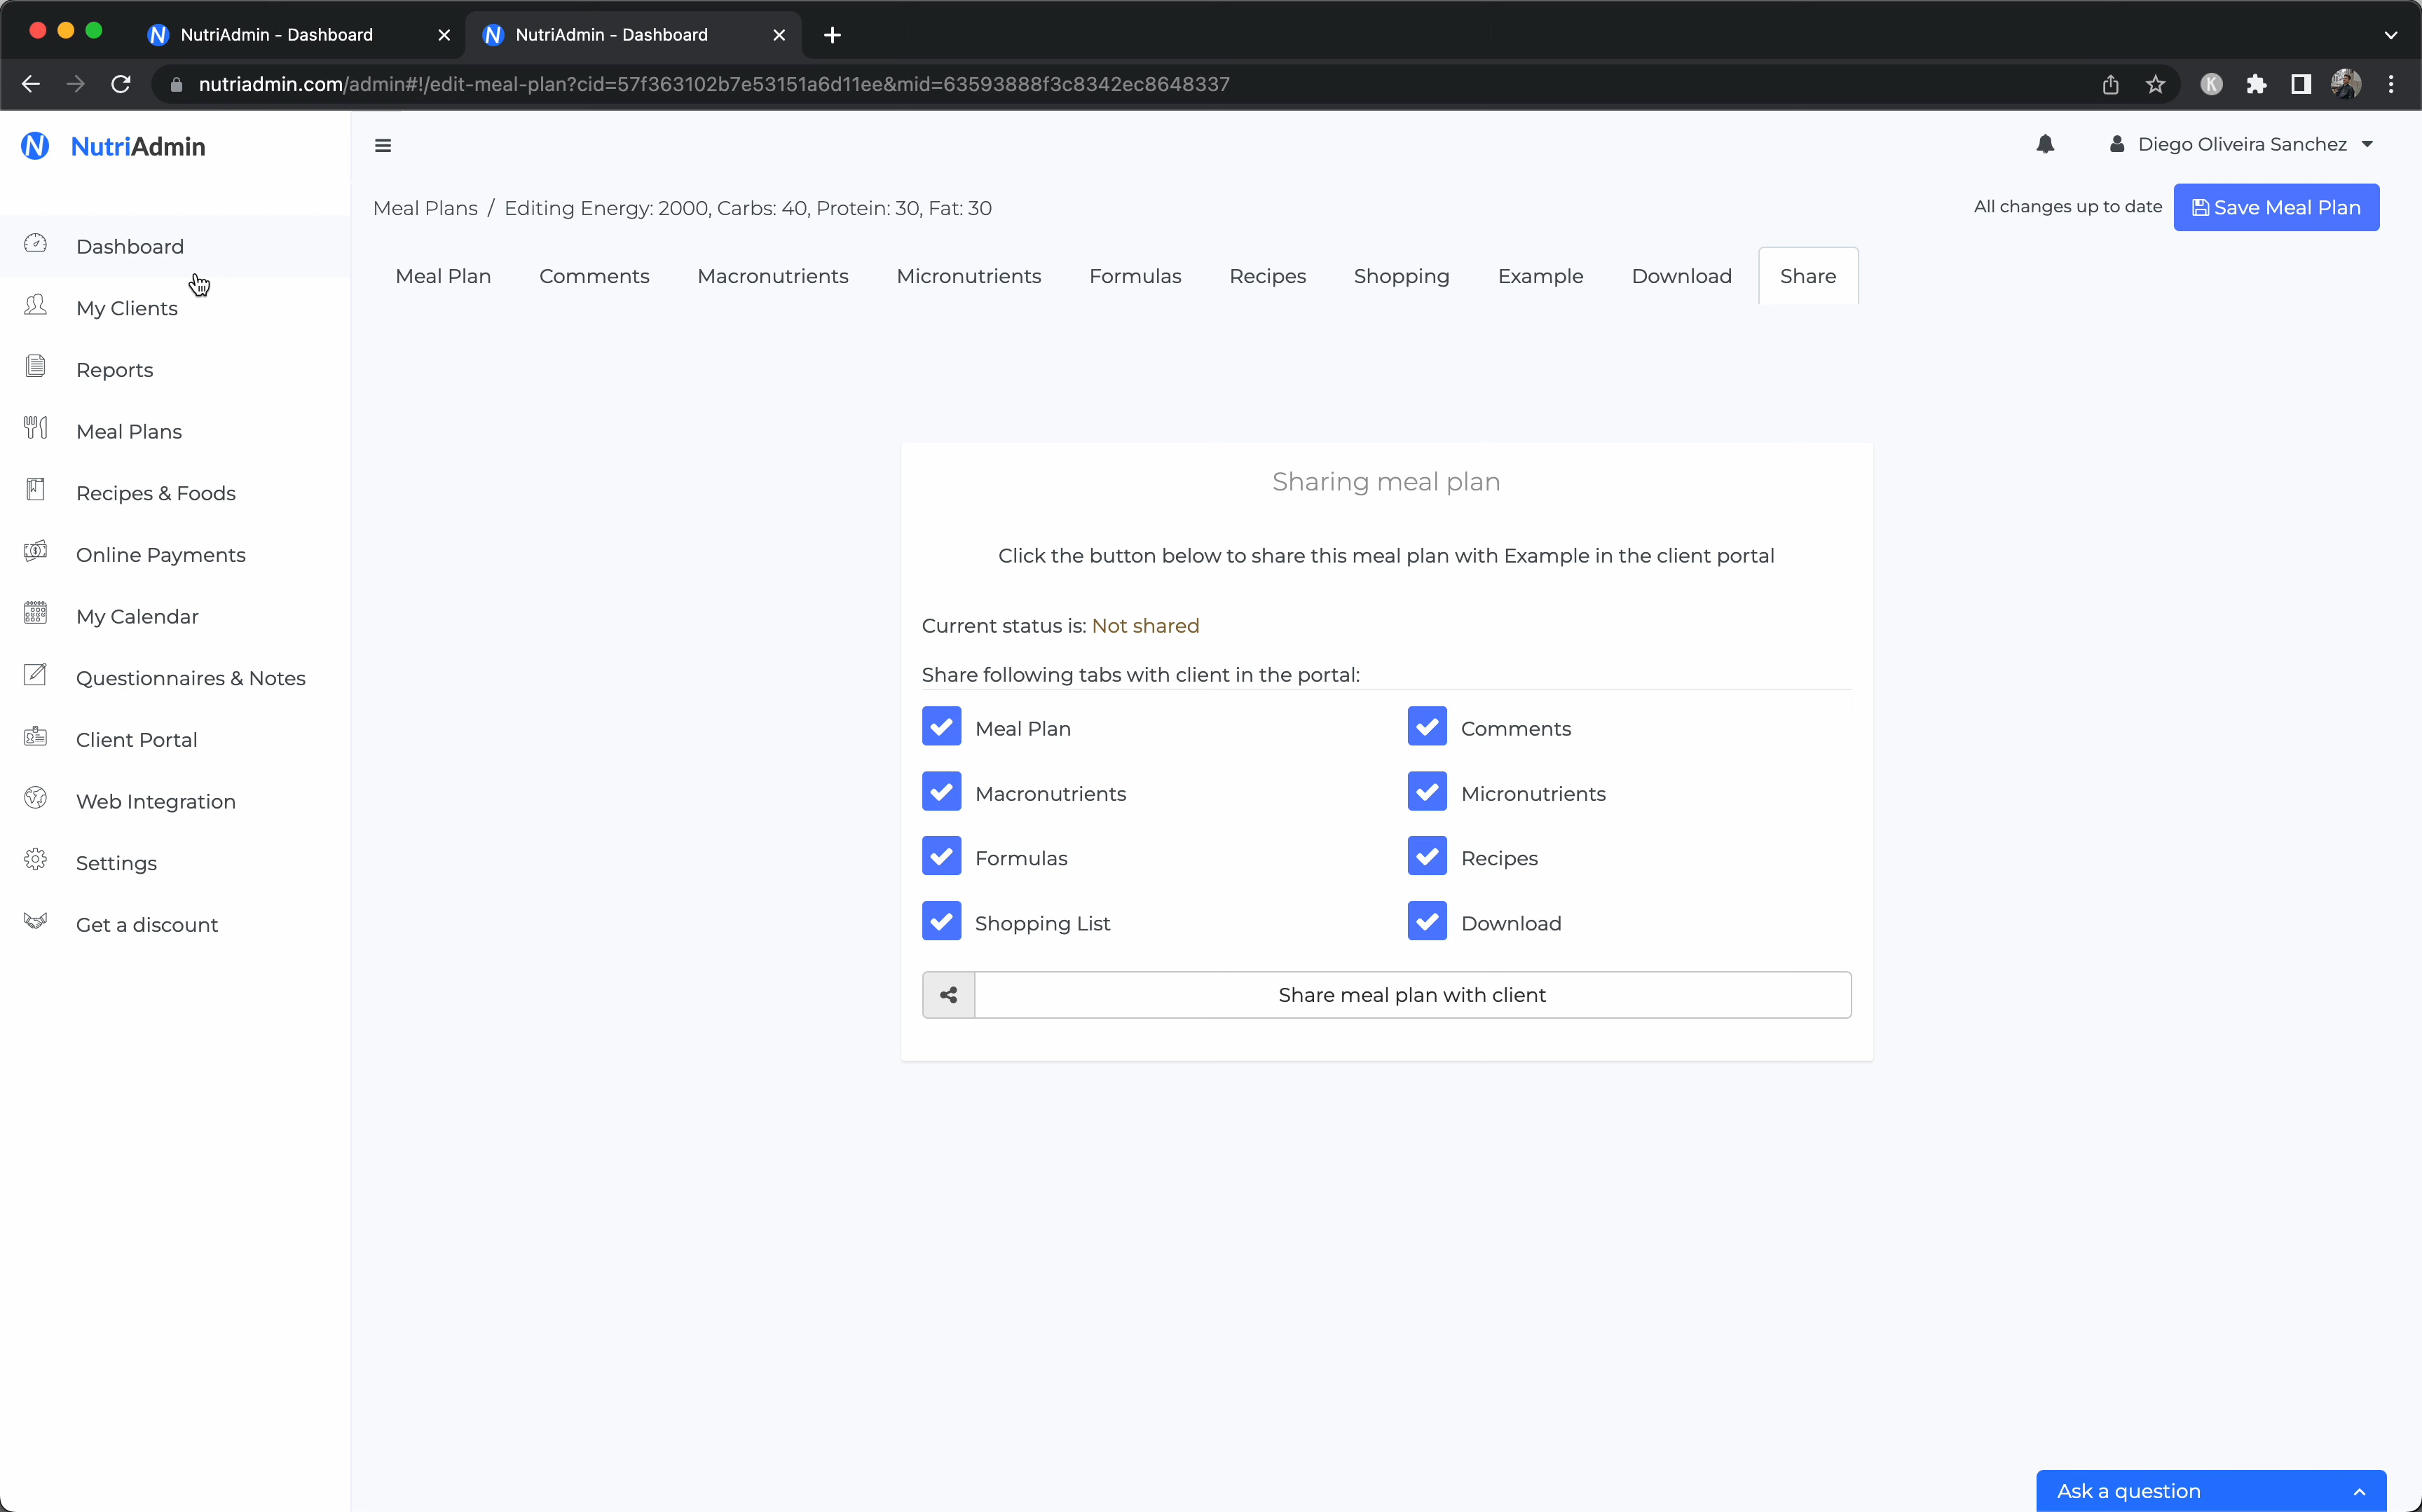 NutriAdmin - Dashboard
NutriAdmin - Dashboard
nutriadmin.com/admin#!/edit-meal-plan?cid=57f363102b7e53151a6d11ee&mid=63593888f3c8342ec8648337
K
NutriAdmin
Diego Oliveira Sanchez
Meal Plans / Editing Energy: 2000, Carbs: 40, Protein: 30, Fat: 30
All changes up to date
Save Meal Plan
Dashboard
My Clients
Reports
Meal Plans
Recipes & Foods
Online Payments
My Calendar
Questionnaires & Notes
Client Portal
Web Integration
Settings
Get a discount
Meal Plan
Comments
Macronutrients
Micronutrients
Formulas
Recipes
Shopping
Example
Download
Share
Sharing meal plan
Click the button below to share this meal plan with Example in the client portal
Current status is: Not shared
Share following tabs with client in the portal:
Meal Plan
Comments
Macronutrients
Micronutrients
Formulas
Recipes
Shopping List
Download
Share meal plan with client
Ask a question